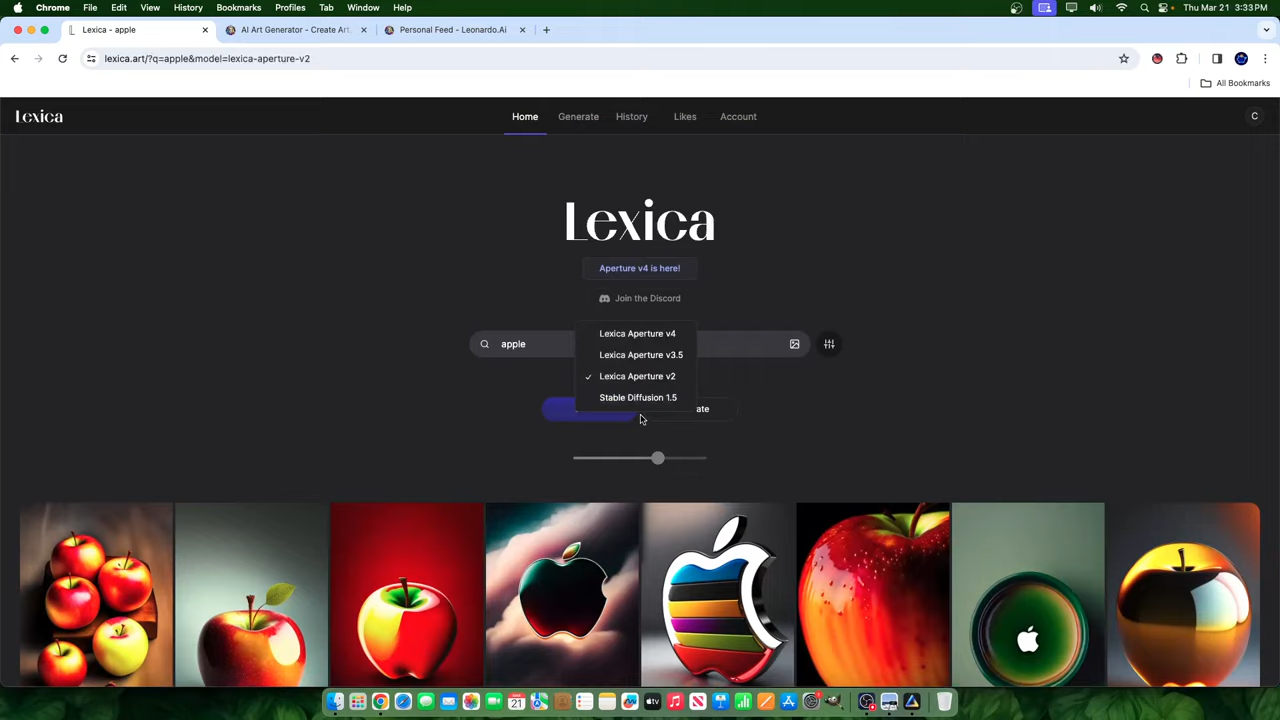 Chrome File Edit View History Bookmarks Profiles Tab Window Help Thu Mar 21 3:33 PM
Lexica - apple AI Art Generator - Create Art. Personal Feed - Leonardo.Ai
lexica.art/?q=apple&model=lexica-aperture-v2
All Bookmarks
Lexica Home Generate History Likes Account C
Lexica
Aperture v4 is here!
Join the Discord
Lexica Aperture v4
apple
Lexica Aperture v3.5
Lexica Aperture v2
Stable Diffusion 1.5
ate